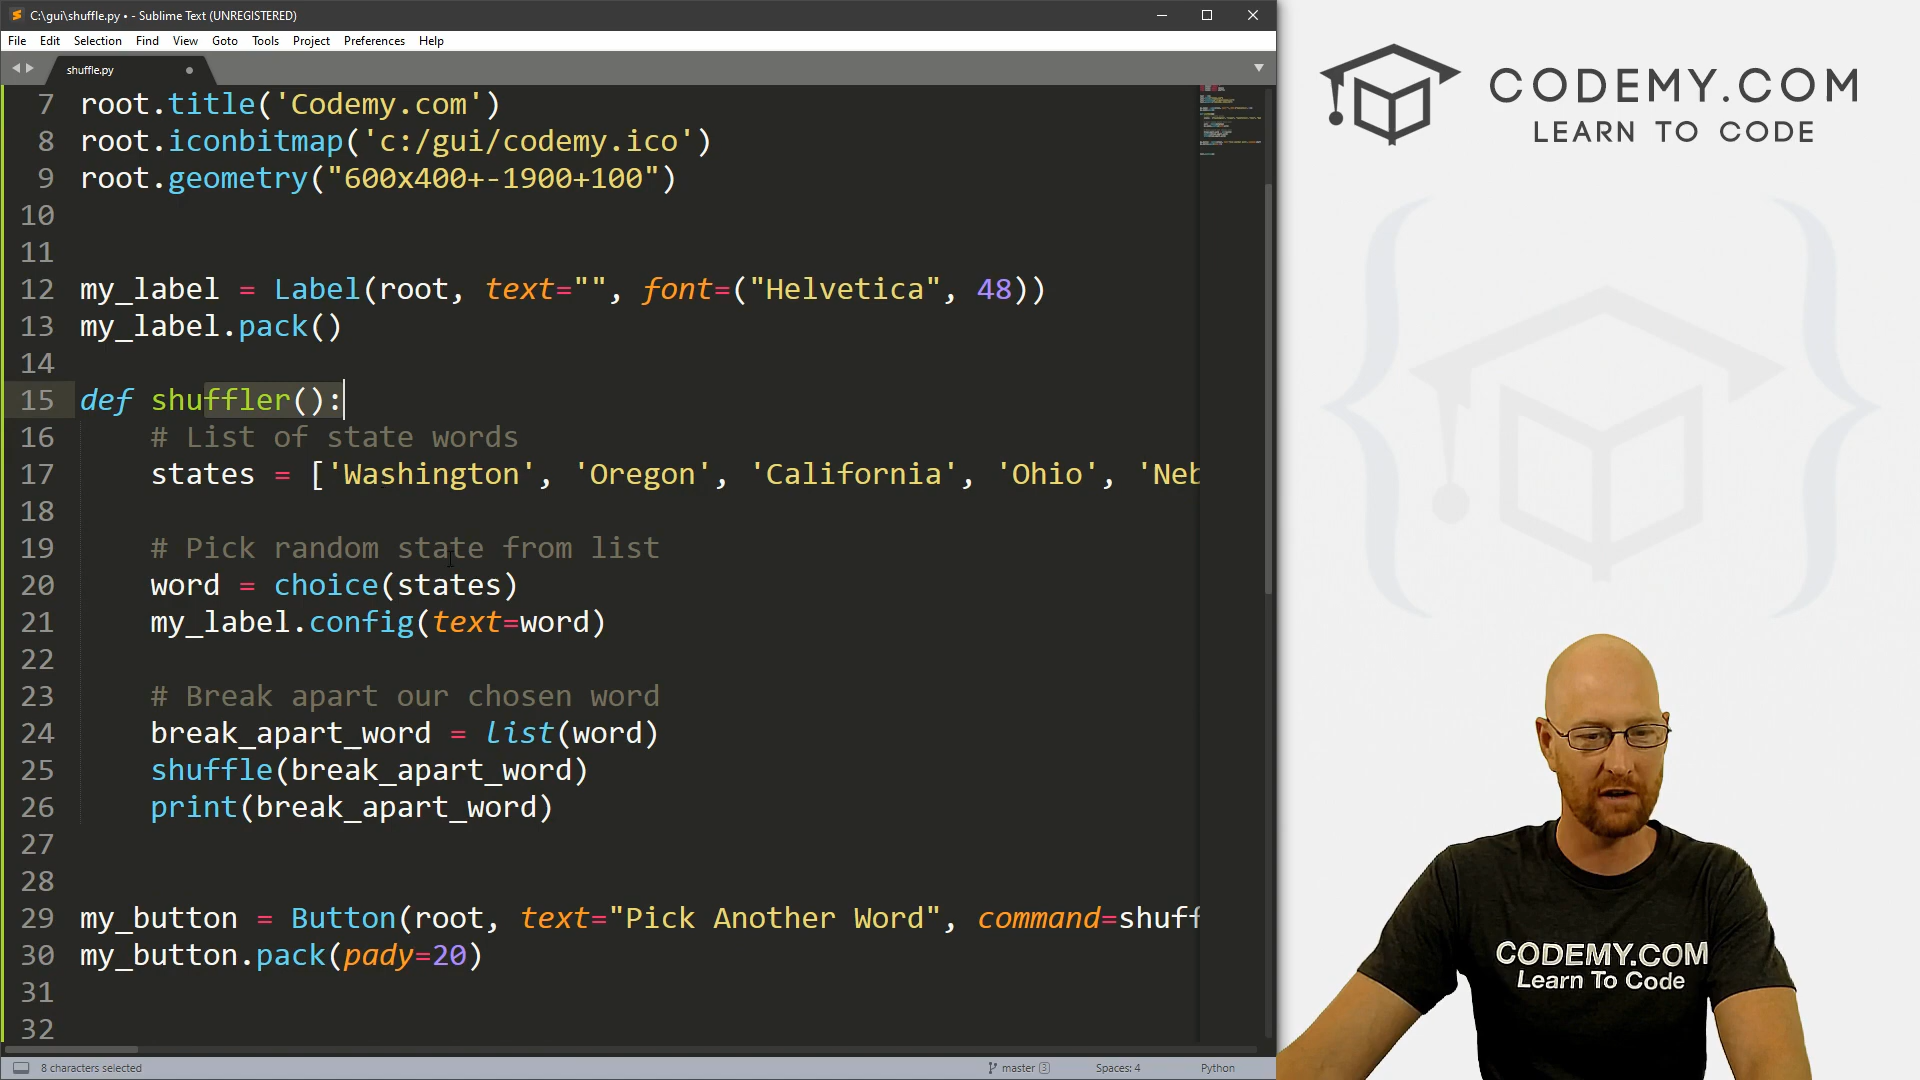 C:\gui\shuffle.py • - Sublime Text (UNREGISTERED)
File Edit Selection Find View Goto Tools Project Preferences Help
shuffle.py
7 root.title('Codemy.com')
8 root.iconbitmap('c:/gui/codemy.ico')
9 root.geometry("600x400+-1900+100")
10
11
12 my_label = Label(root, text="", font=("Helvetica", 48))
13 my_label.pack()
14
15 def shuffler():
16 # List of state words
17 states = ['Washington', 'Oregon', 'California', 'Ohio', 'Neb
18
19 # Pick random state from list
20 word = choice(states)
21 my_label.config(text=word)
22
23 # Break apart our chosen word
24 break_apart_word = list(word)
25 shuffle(break_apart_word)
26 print(break_apart_word)
27
28
29 my_button = Button(root, text="Pick Another Word", command=shuff
30 my_button.pack(pady=20)
31
32
8 characters selected
master 3
Spaces: 4
Python
CODEMY.COM
LEARN TO CODE
CODEMY.COM
Learn To Code